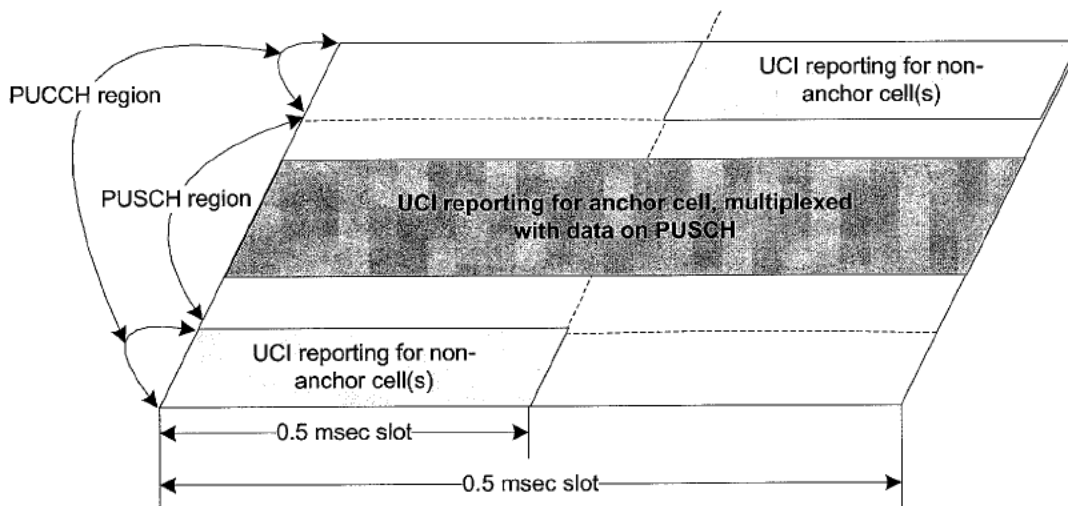 UCI reporting for non-
anchor cell(s)
PUCCH region
PUSCH region
UCI reporting for anchor cell, multiplexed
with data on PUSCH
UCI reporting for non-
anchor cell(s)
0.5 msec slot
0.5 msec slot